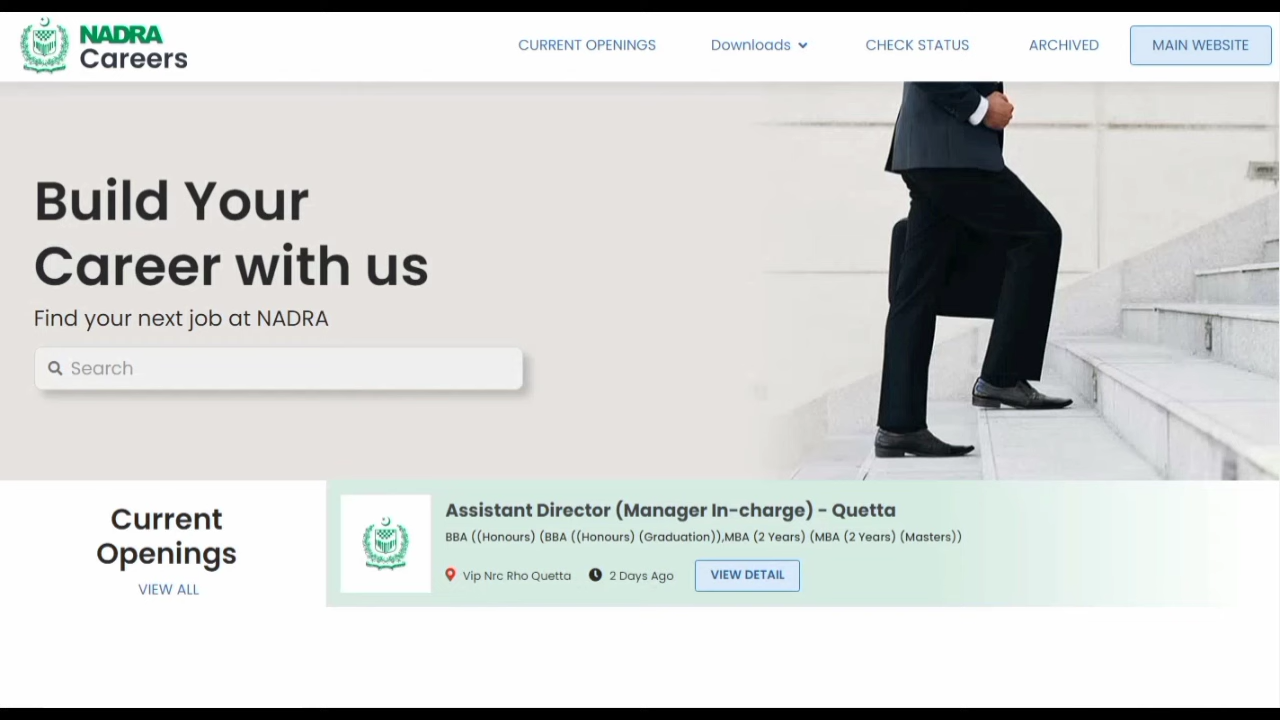 NADRA
Careers
CURRENT OPENINGS
Downloads
CHECK STATUS
ARCHIVED
MAIN WEBSITE
Build Your
Career with us
Find your next job at NADRA
Search
Current
Openings
VIEW ALL
Assistant Director (Manager In-charge) - Quetta
BBA ((Honours) (BBA ((Honours) (Graduation)),MBA (2 Years) (MBA (2 Years) (Masters))
Vip Nrc Rho Quetta
2 Days Ago
VIEW DETAIL